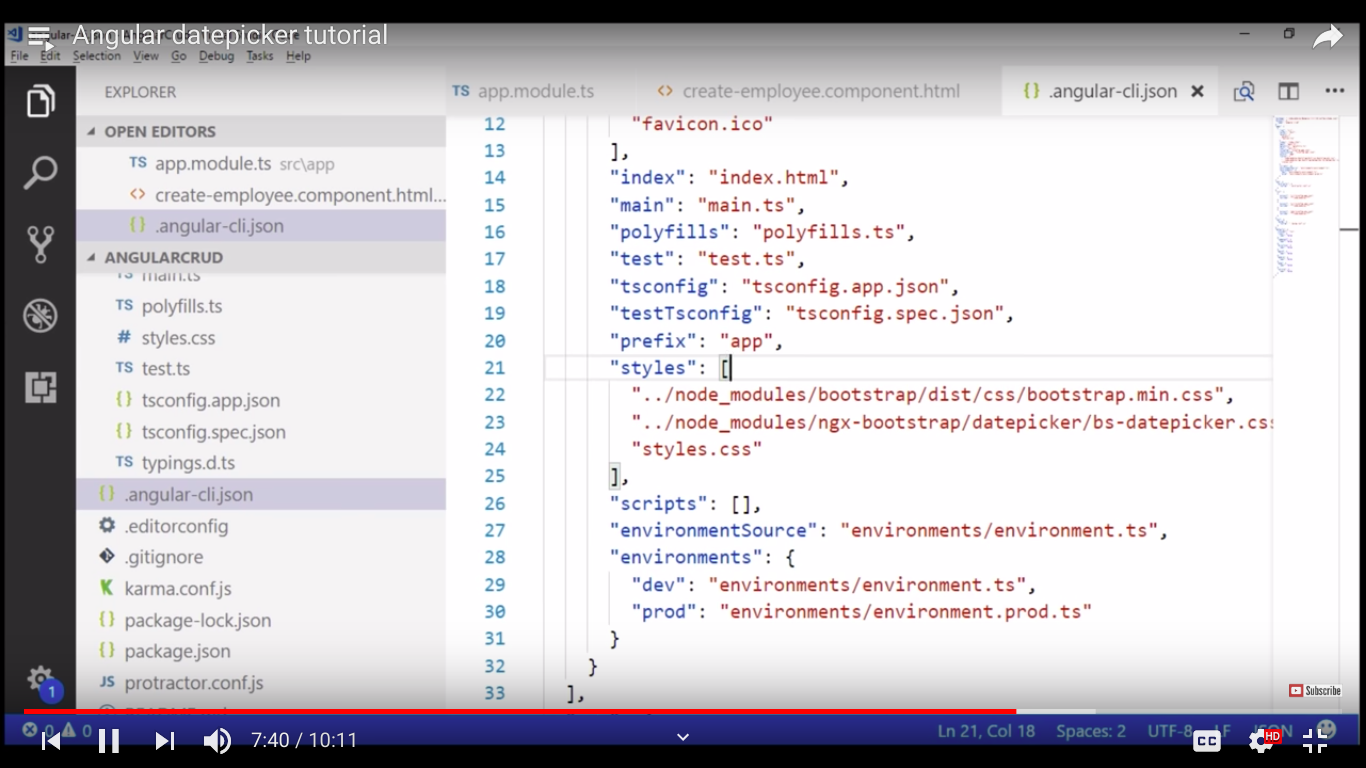 Angular datepicker tutorial
File Edit Selection View Go Debug Tasks Help
EXPLORER
OPEN EDITORS
TS app.module.ts src\app
<> create-employee.component.html...
{} .angular-cli.json
ANGULARCRUD
TS main.ts
TS polyfills.ts
# styles.css
TS test.ts
{} tsconfig.app.json
{} tsconfig.spec.json
TS typings.d.ts
{} .angular-cli.json
.editorconfig
.gitignore
K karma.conf.js
{} package-lock.json
{} package.json
JS protractor.conf.js
TS app.module.ts <> create-employee.component.html {} .angular-cli.json ×
12 "favicon.ico"
13 ],
14 "index": "index.html",
15 "main": "main.ts",
16 "polyfills": "polyfills.ts",
17 "test": "test.ts",
18 "tsconfig": "tsconfig.app.json",
19 "testTsconfig": "tsconfig.spec.json",
20 "prefix": "app",
21 "styles": [
22 "../node_modules/bootstrap/dist/css/bootstrap.min.css",
23 "../node_modules/ngx-bootstrap/datepicker/bs-datepicker.css
24 "styles.css"
25 ],
26 "scripts": [],
27 "environmentSource": "environments/environment.ts",
28 "environments": {
29 "dev": "environments/environment.ts",
30 "prod": "environments/environment.prod.ts"
31 }
32 }
33 ],
Subscribe
1
0 0 Ln 21, Col 18 Spaces: 2 UTF-8 LF JSON
7:40 / 10:11 CC HD